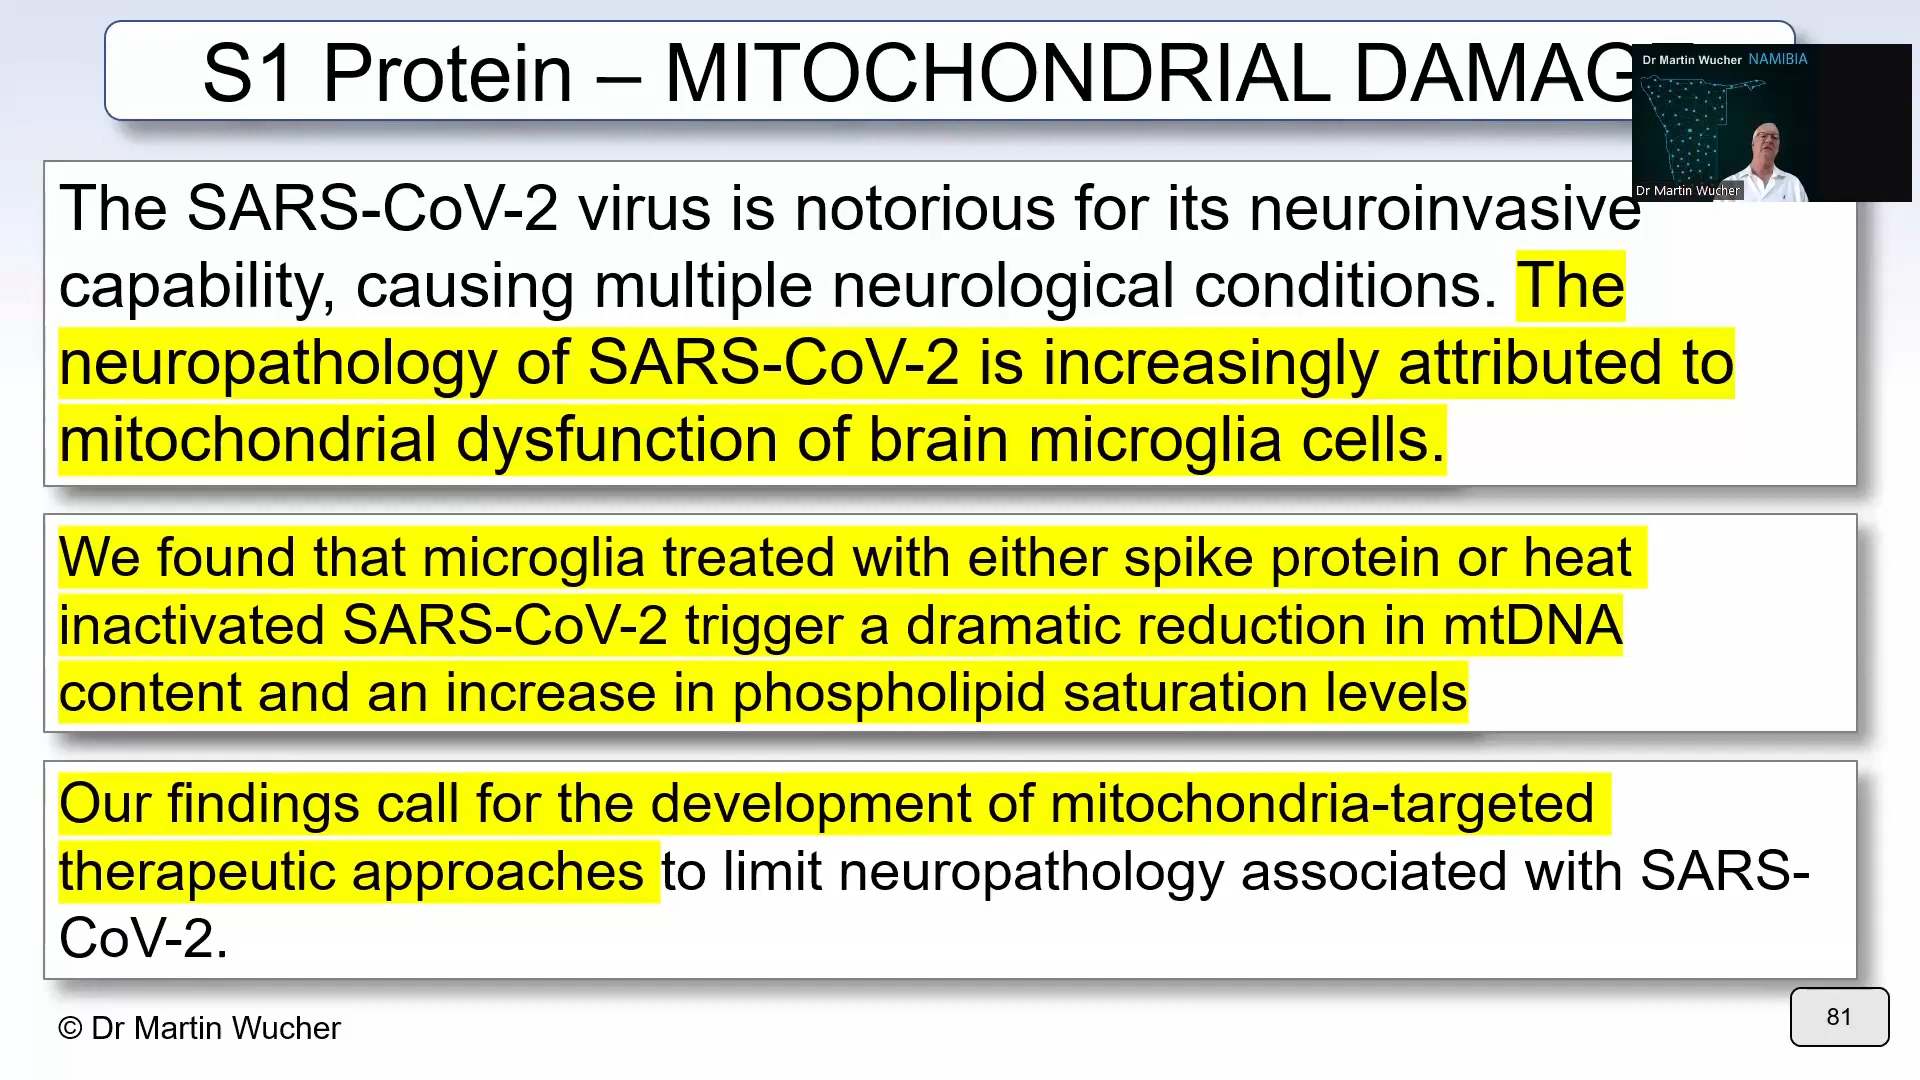 S1 Protein – MITOCHONDRIAL DAMAG
Dr Martin Wucher NAMIBIA
Dr Martin Wucher
The SARS-CoV-2 virus is notorious for its neuroinvasive
capability, causing multiple neurological conditions. The
neuropathology of SARS-CoV-2 is increasingly attributed to
mitochondrial dysfunction of brain microglia cells.
We found that microglia treated with either spike protein or heat
inactivated SARS-CoV-2 trigger a dramatic reduction in mtDNA
content and an increase in phospholipid saturation levels
Our findings call for the development of mitochondria-targeted
therapeutic approaches to limit neuropathology associated with SARS-
CoV-2.
© Dr Martin Wucher
81